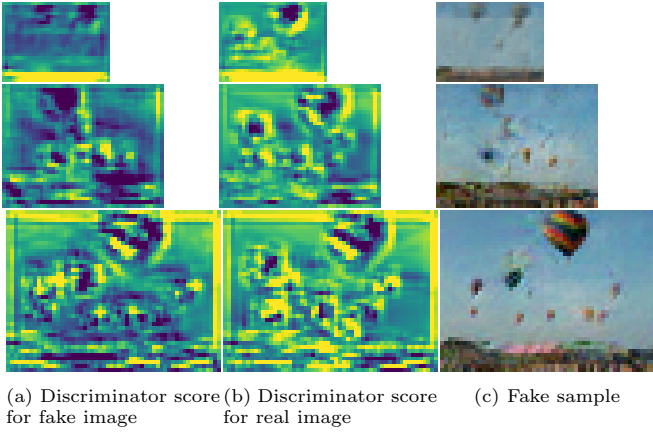 (a) Discriminator score
for fake image
(b) Discriminator score
for real image
(c) Fake sample